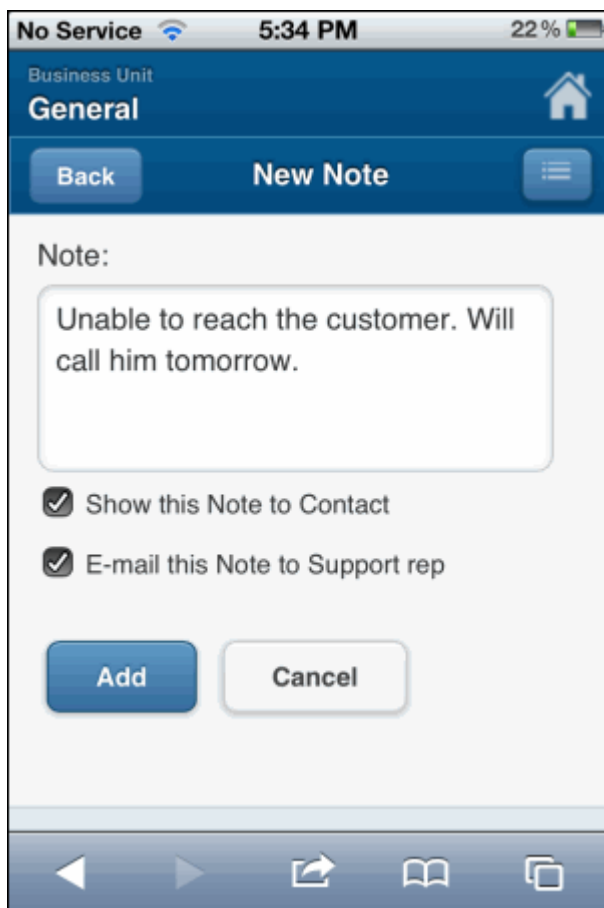 No Service 5:34 PM 22%
Business Unit
General
Back New Note
Note:
Unable to reach the customer. Will
call him tomorrow.
Show this Note to Contact
E-mail this Note to Support rep
Add Cancel